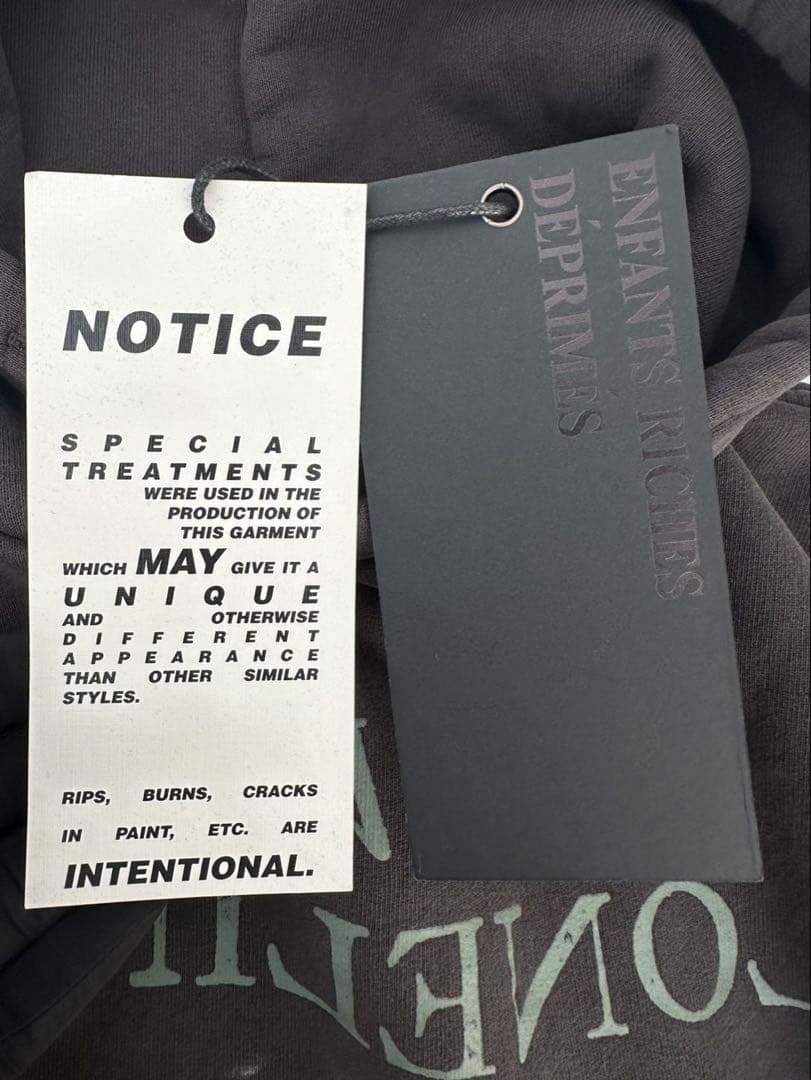 NOTICE
SPECIAL
TREATMENTS
WERE USED IN THE
PRODUCTION OF
THIS GARMENT
WHICH MAY GIVE IT A
UNIQUE
AND OTHERWISE
DIFFERENT
APPEARANCE
THAN OTHER SIMILAR
STYLES.
RIPS, BURNS, CRACKS
IN PAINT, ETC. ARE
INTENTIONAL.
ENFANTS RICHES
DÉPRIMÉS